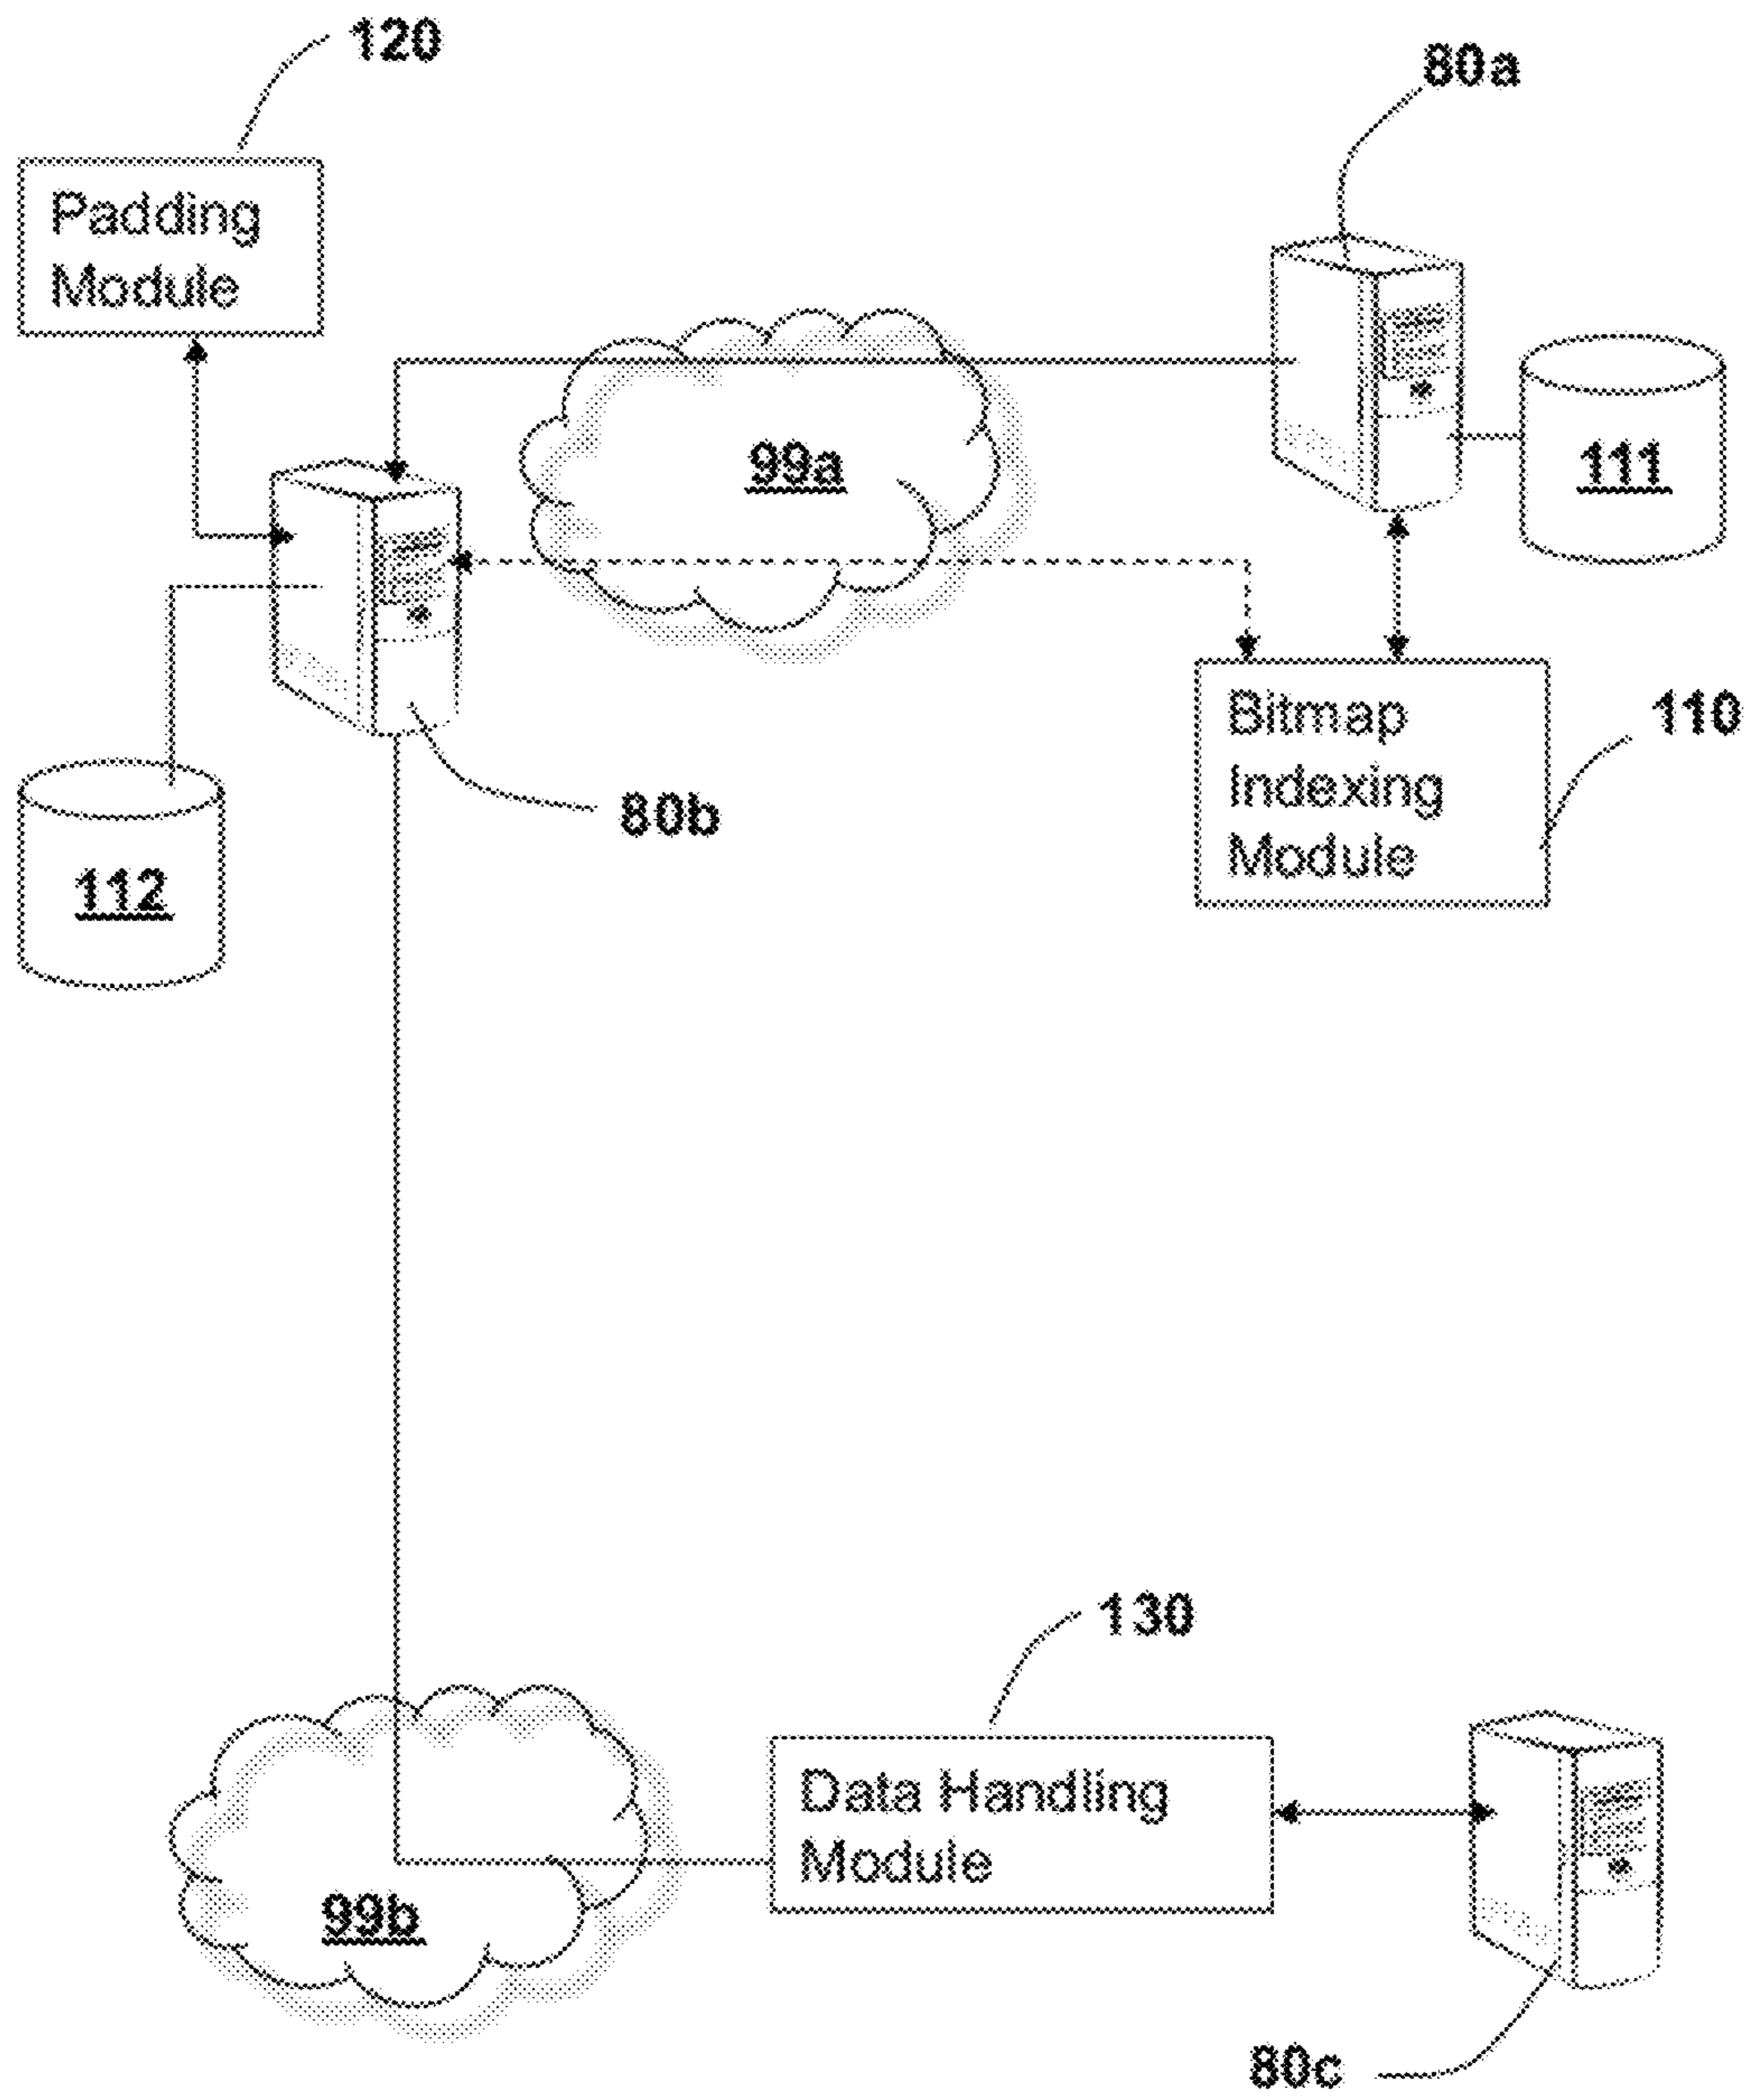 120
80a
Padding
Module
99a
111
Bitmap
Indexing
Module
110
80b
112
130
Data Handling
Module
99b
80c